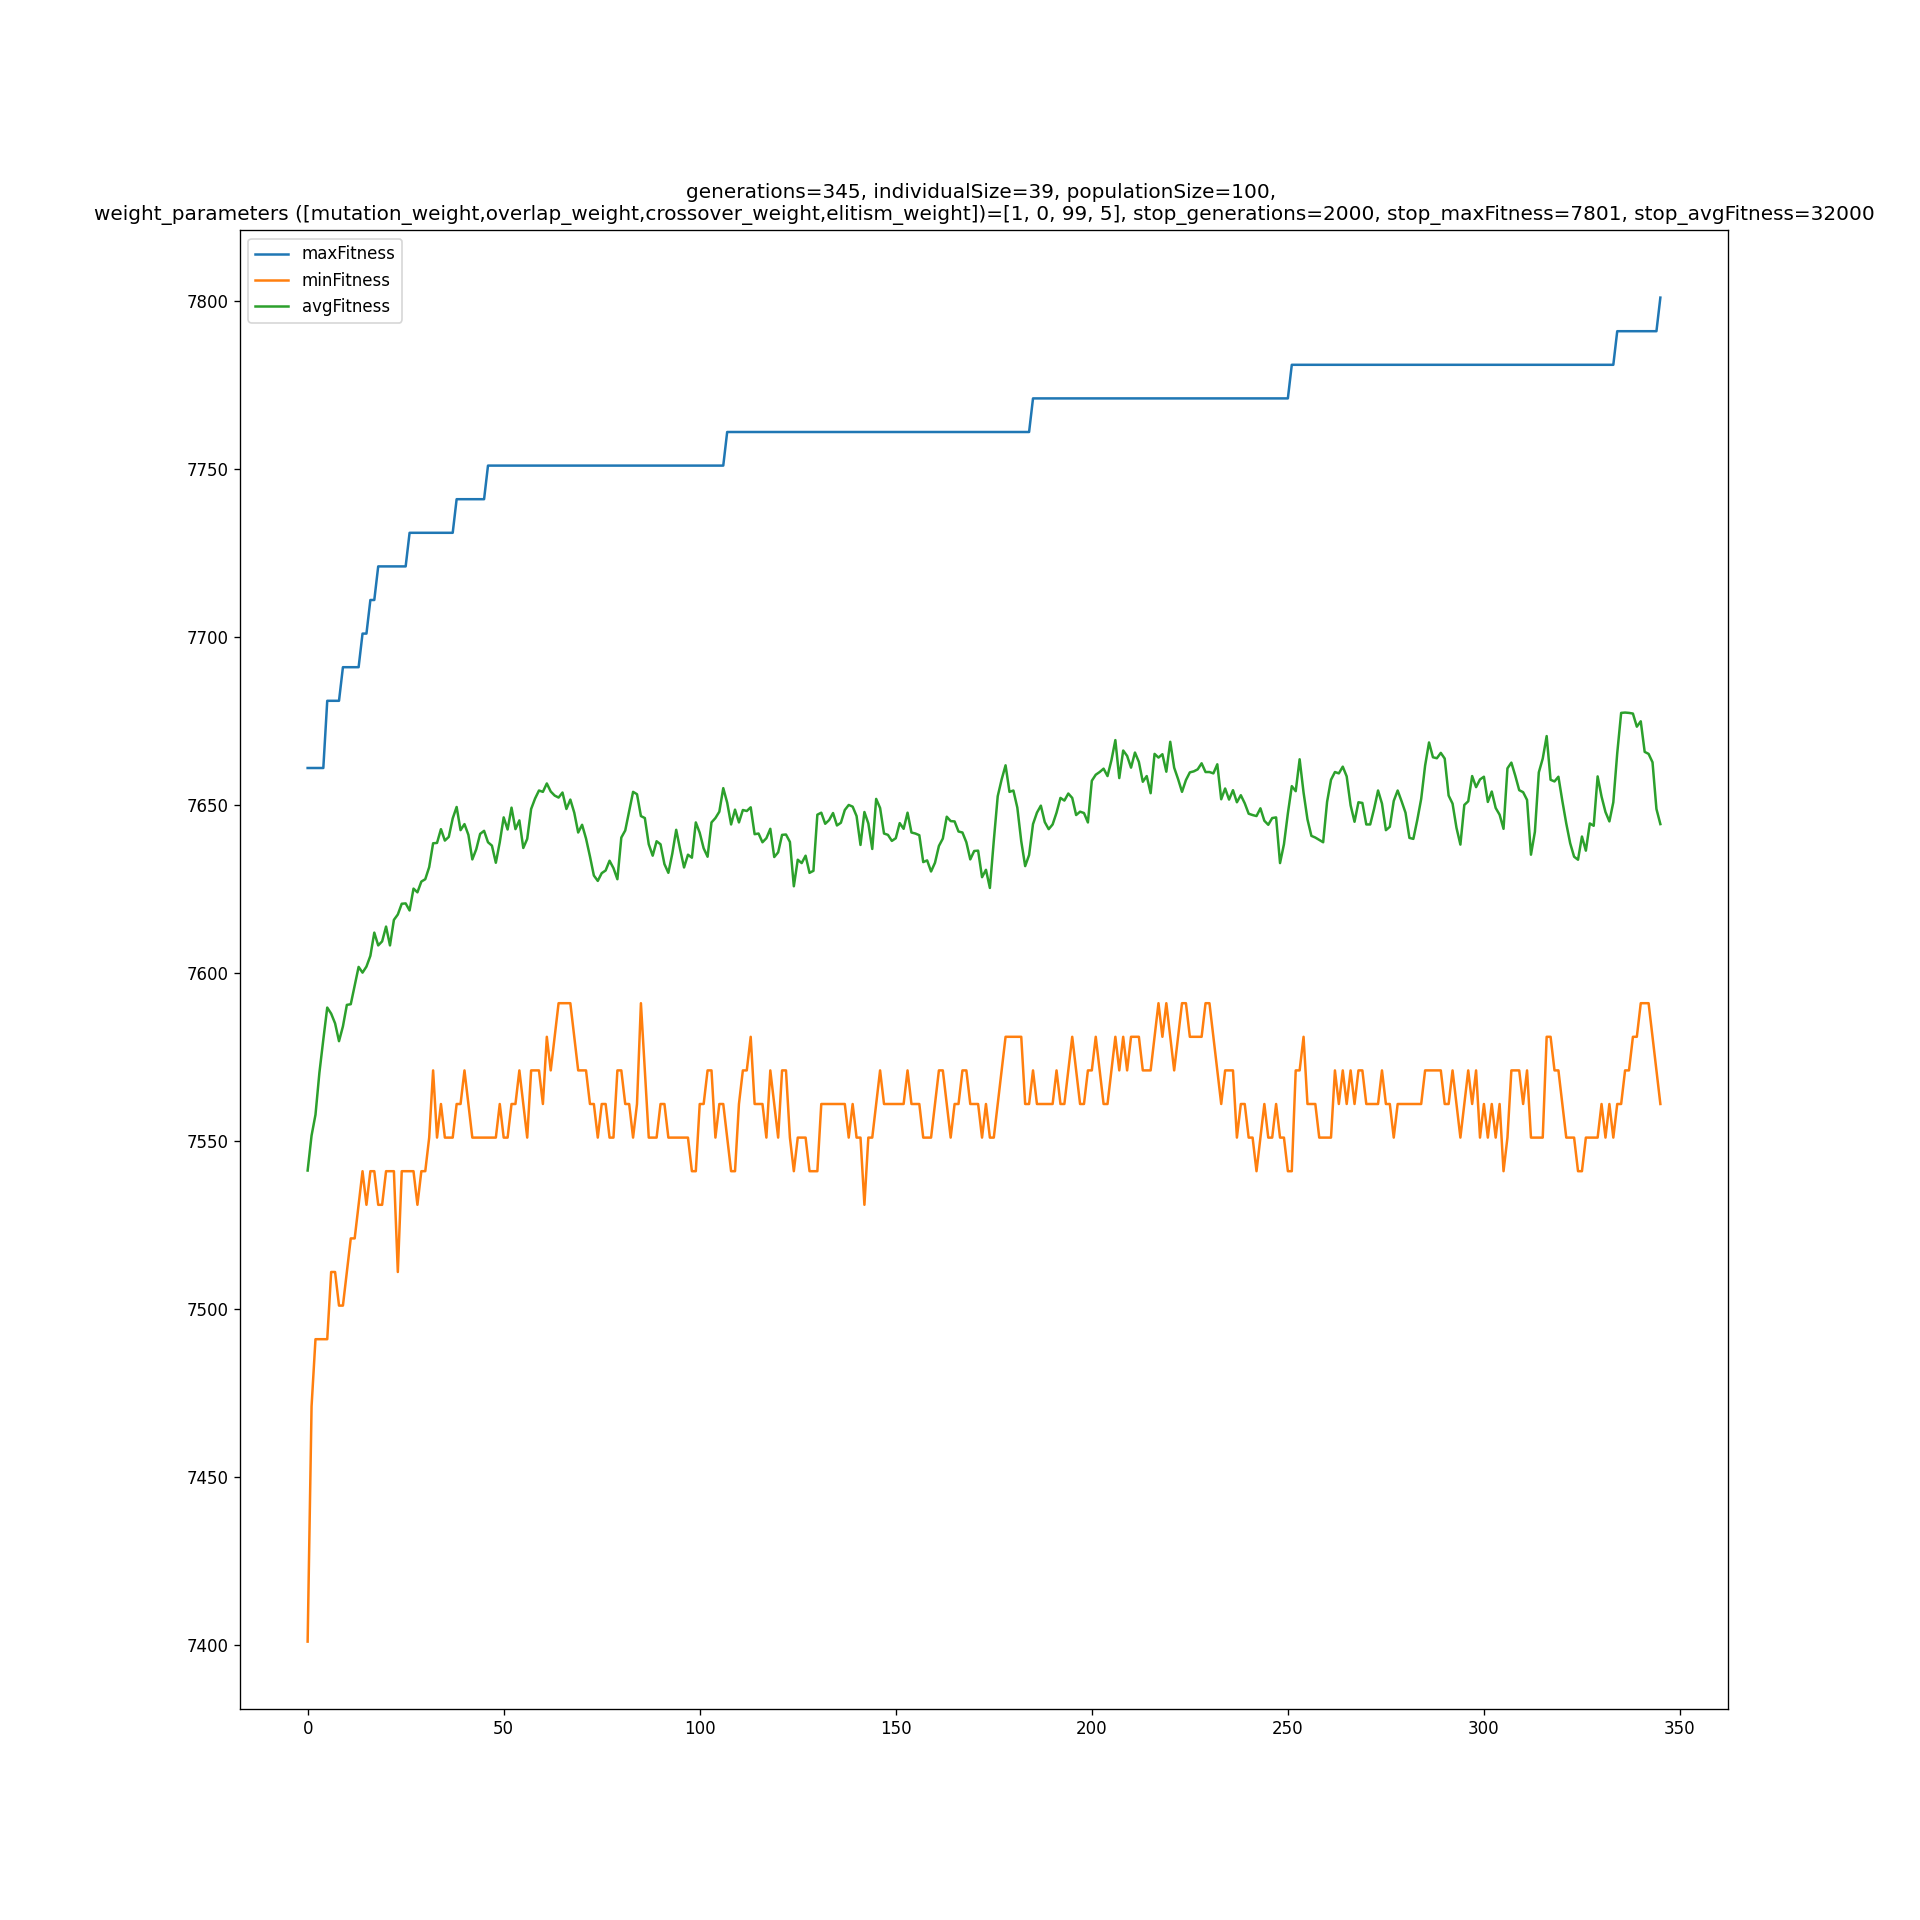 generations=345, individualSize=39, populationSize=100,
weight_parameters ([mutation_weight,overlap_weight,crossover_weight,elitism_weight])=[1, 0, 99, 5], stop_generations=2000, stop_maxFitness=7801, stop_avgFitness=32000
maxFitness
minFitness
avgFitness
7800
7750
7700
7650
7600
7550
7500
7450
7400
0 50 100 150 200 250 300 350